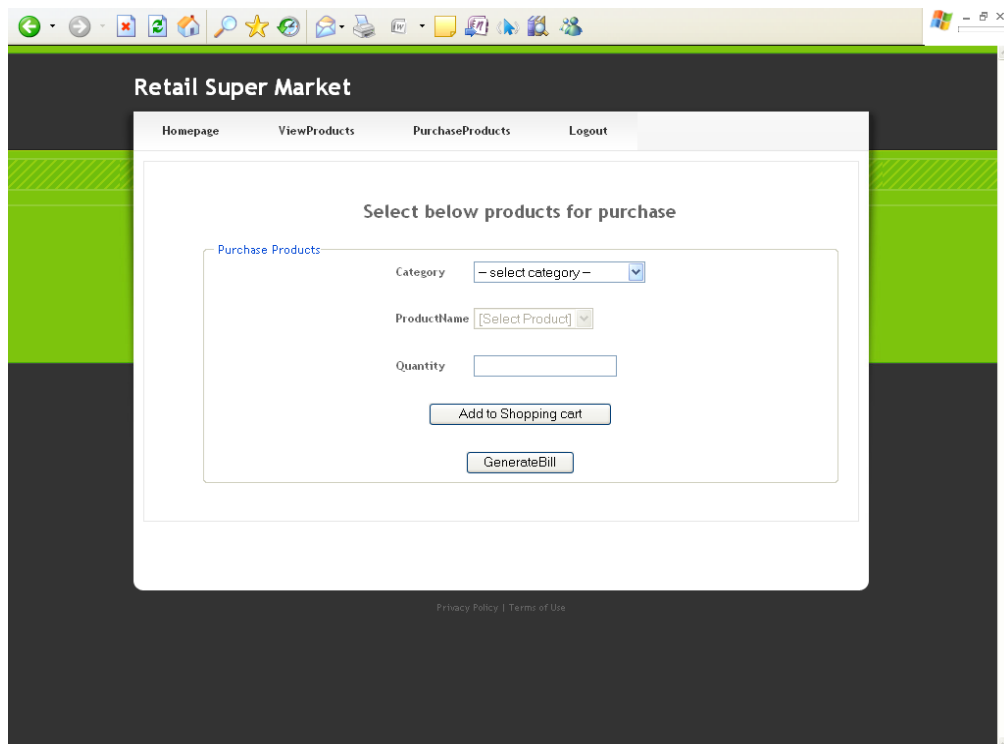 Retail Super Market
Homepage ViewProducts PurchaseProducts Logout
Select below products for purchase
Purchase Products
Category -- select category --
ProductName [Select Product]
Quantity
Add to Shopping cart
GenerateBill
Privacy Policy | Terms of Use